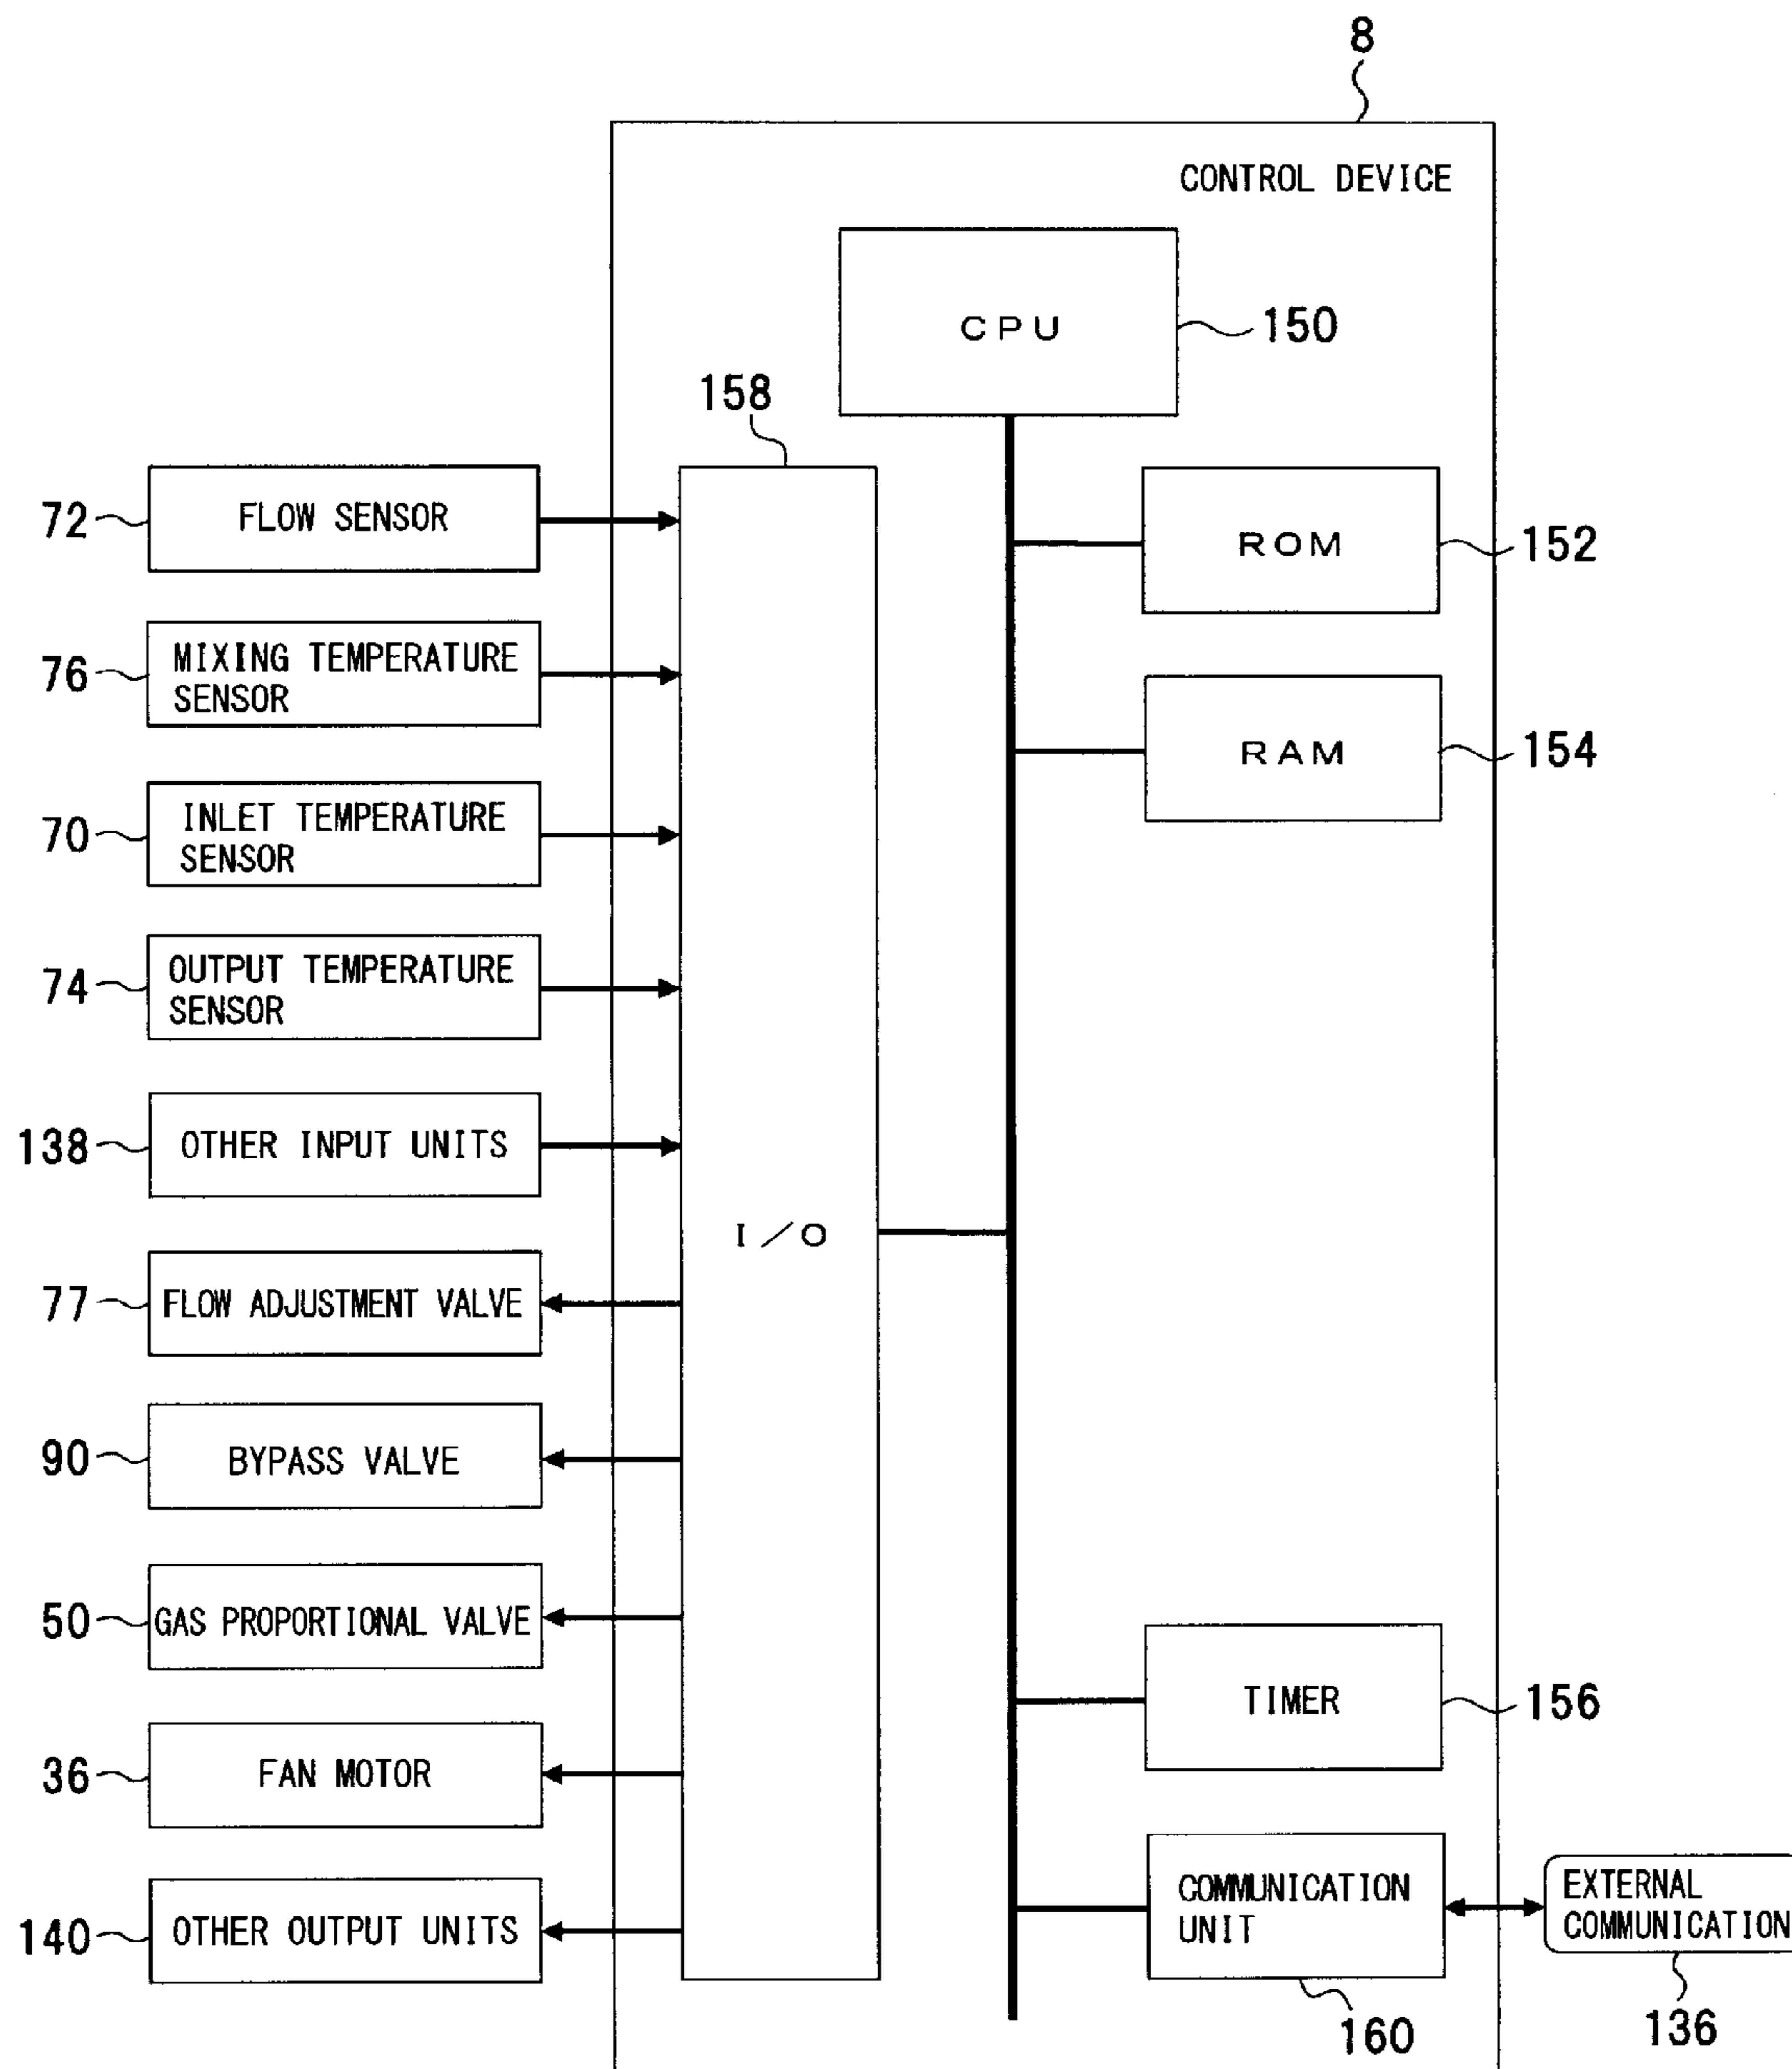 8
CONTROL DEVICE
CPU
150
158
72
FLOW SENSOR
ROM
152
76
MIXING TEMPERATURE
SENSOR
RAM
154
70
INLET TEMPERATURE
SENSOR
74
OUTPUT TEMPERATURE
SENSOR
138
OTHER INPUT UNITS
I/O
77
FLOW ADJUSTMENT VALVE
90
BYPASS VALVE
50
GAS PROPORTIONAL VALVE
TIMER
156
36
FAN MOTOR
COMMUNICATION
UNIT
EXTERNAL
COMMUNICATION
140
OTHER OUTPUT UNITS
160
136